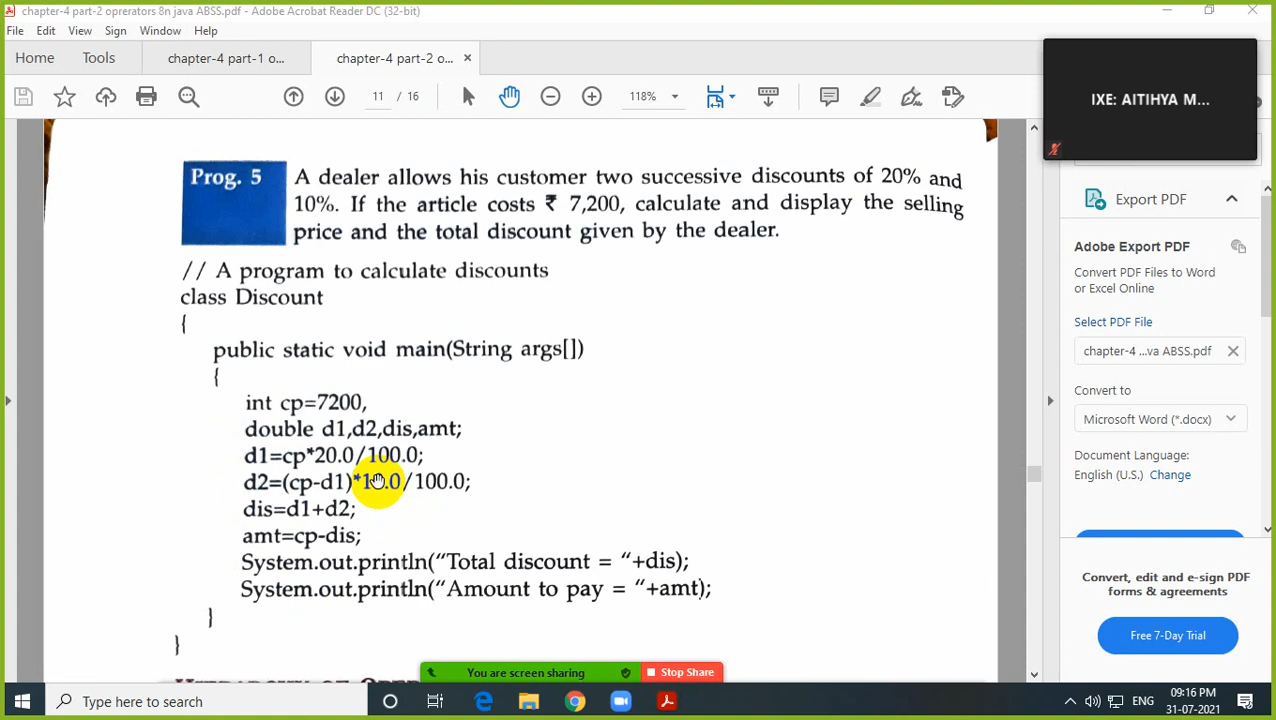 chapter-4 part-2 oprerators 8n java ABSS.pdf - Adobe Acrobat Reader DC (32-bit)
File Edit View Sign Window Help
Home Tools chapter-4 part-1 o... chapter-4 part-2 o... ×
11 / 16 118%
IXE: AITIHYA M...
Prog. 5 A dealer allows his customer two successive discounts of 20% and
10%. If the article costs ₹ 7,200, calculate and display the selling
price and the total discount given by the dealer.
// A program to calculate discounts
class Discount
{
public static void main(String args[])
{
int cp=7200,
double d1,d2,dis,amt;
d1=cp*20.0/100.0;
d2=(cp-d1)*10.0/100.0;
dis=d1+d2;
amt=cp-dis;
System.out.println("Total discount = "+dis);
System.out.println("Amount to pay = "+amt);
}
}
Export PDF
Adobe Export PDF
Convert PDF Files to Word
or Excel Online
Select PDF File
chapter-4 ...va ABSS.pdf
Convert to
Microsoft Word (*.docx)
Document Language:
English (U.S.) Change
Convert, edit and e-sign PDF
forms & agreements
Free 7-Day Trial
You are screen sharing Stop Share
Type here to search
ENG
09:16 PM
31-07-2021